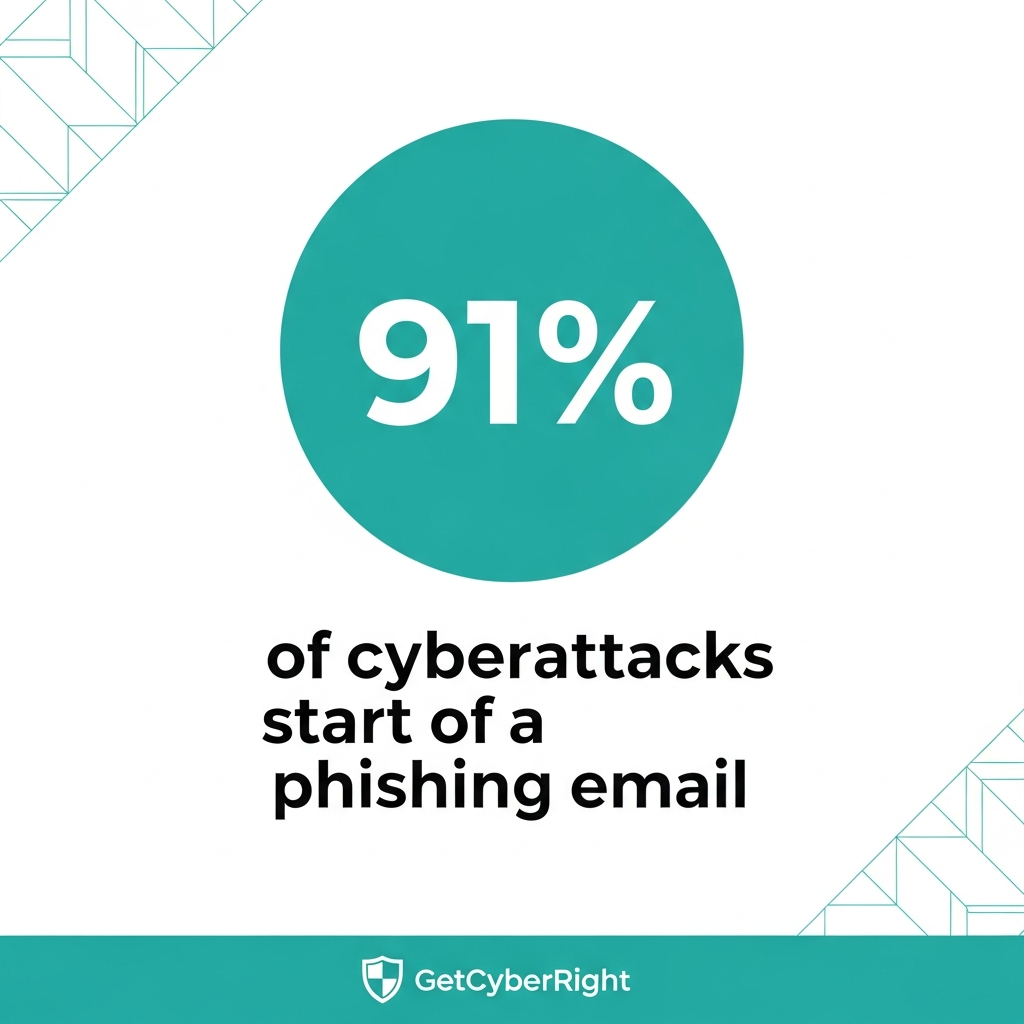 91%
of cyberattacks
start of a
phishing email
GetCyberRight